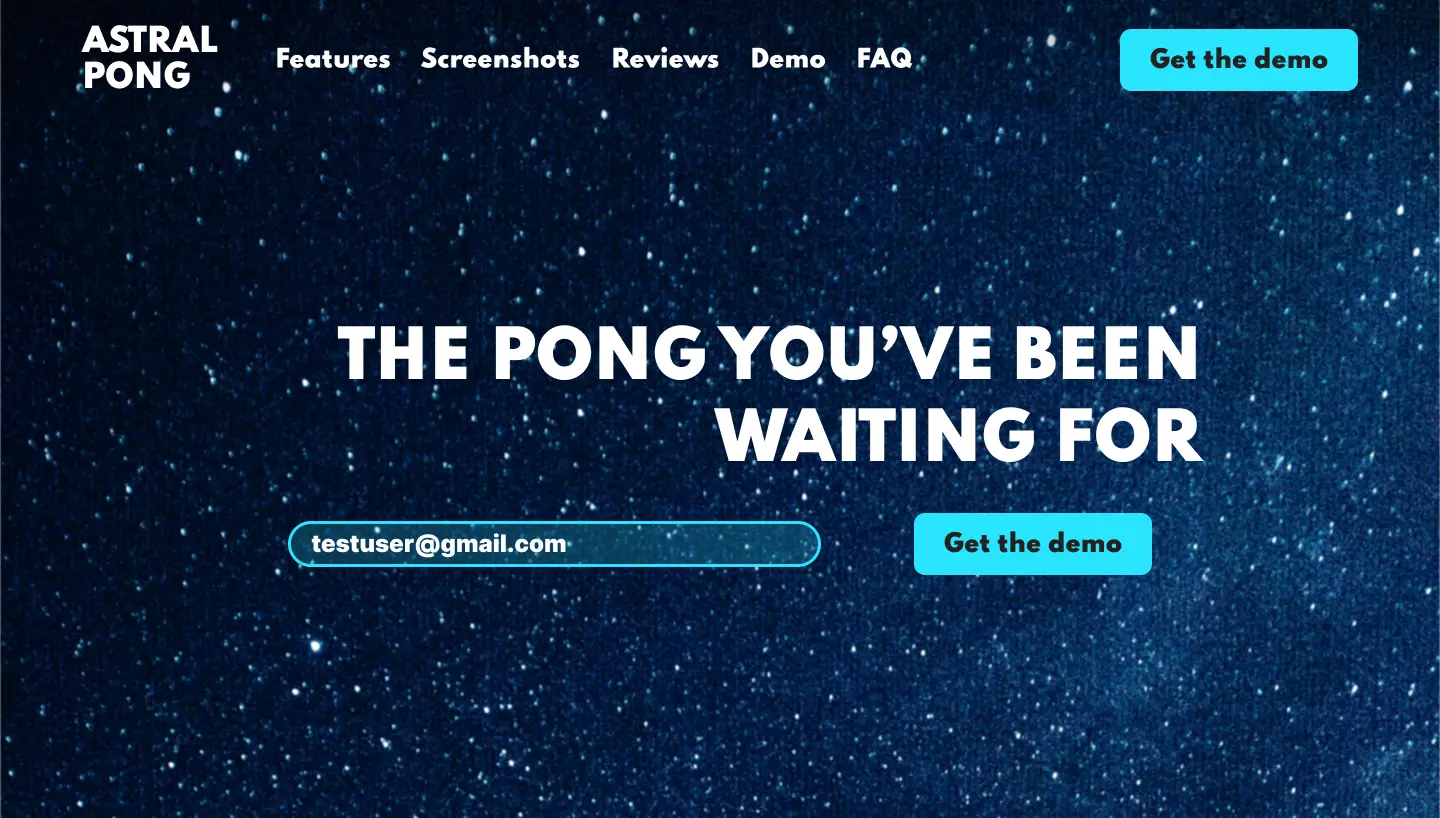 ASTRAL
PONG
Features Screenshots Reviews Demo FAQ
Get the demo
THE PONG YOU’VE BEEN
WAITING FOR
testuser@gmail.com
Get the demo